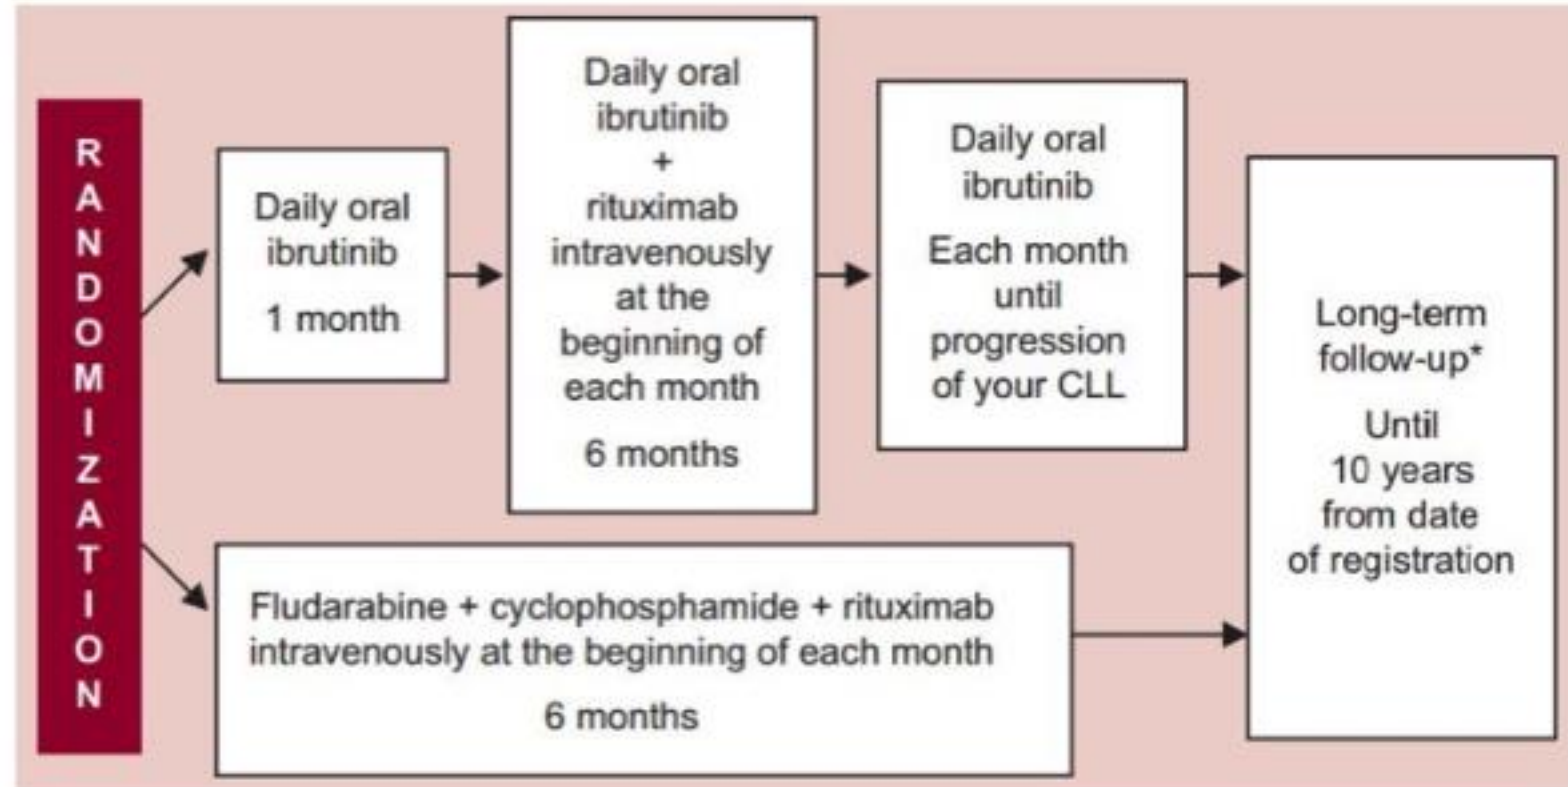 RANDOMIZATION
Daily oral
ibrutinib
1 month
Daily oral
ibrutinib
+
rituximab
intravenously
at the
beginning of
each month
6 months
Daily oral
ibrutinib
Each month
until
progression
of your CLL
Fludarabine + cyclophosphamide + rituximab
intravenously at the beginning of each month
6 months
Long-term
follow-up*
Until
10 years
from date
of registration